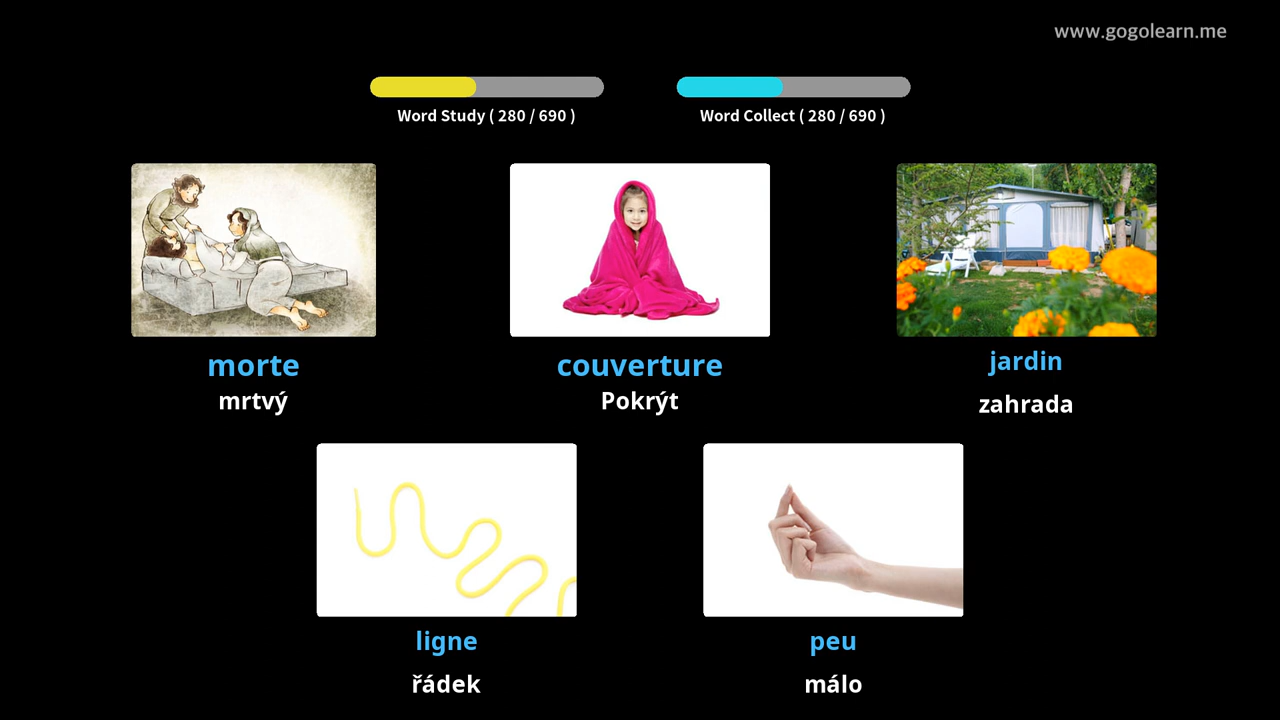 www.gogolearn.me
Word Study ( 280 / 690 )
Word Collect ( 280 / 690 )
morte
mrtvý
couverture
Pokrýt
jardin
zahrada
ligne
řádek
peu
málo